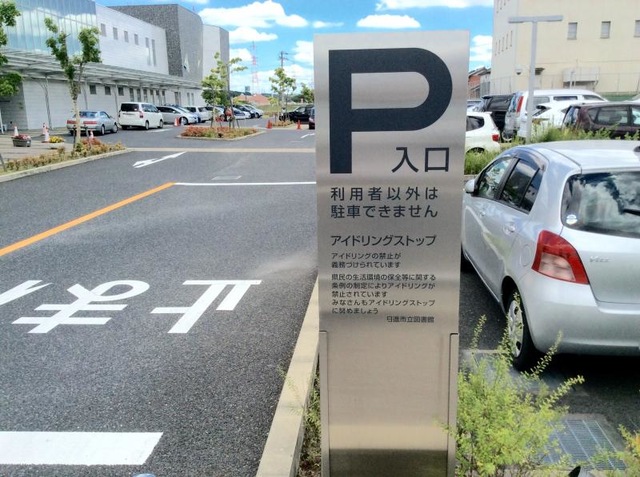 P
入口
利用者以外は
駐車できません
アイドリングストップ
アイドリングの禁止が
義務づけられています
県民の生活環境の保全等に関する
条例の制定によりアイドリングが
禁止されています
みなさんもアイドリングストップ
に努めましょう
日進市立図書館
止まれ